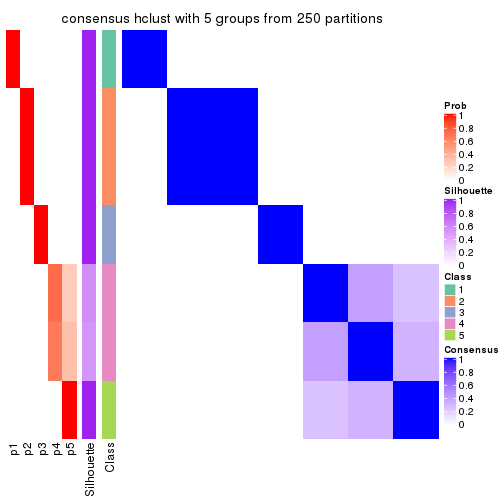 consensus hclust with 5 groups from 250 partitions
Prob
1
0.8
0.6
0.4
0.2
0
Silhouette
1
0.8
0.6
0.4
0.2
0
Class
1
2
3
4
5
Consensus
1
0.8
0.6
0.4
0.2
0
p1
p2
p3
p4
p5
Silhouette
Class